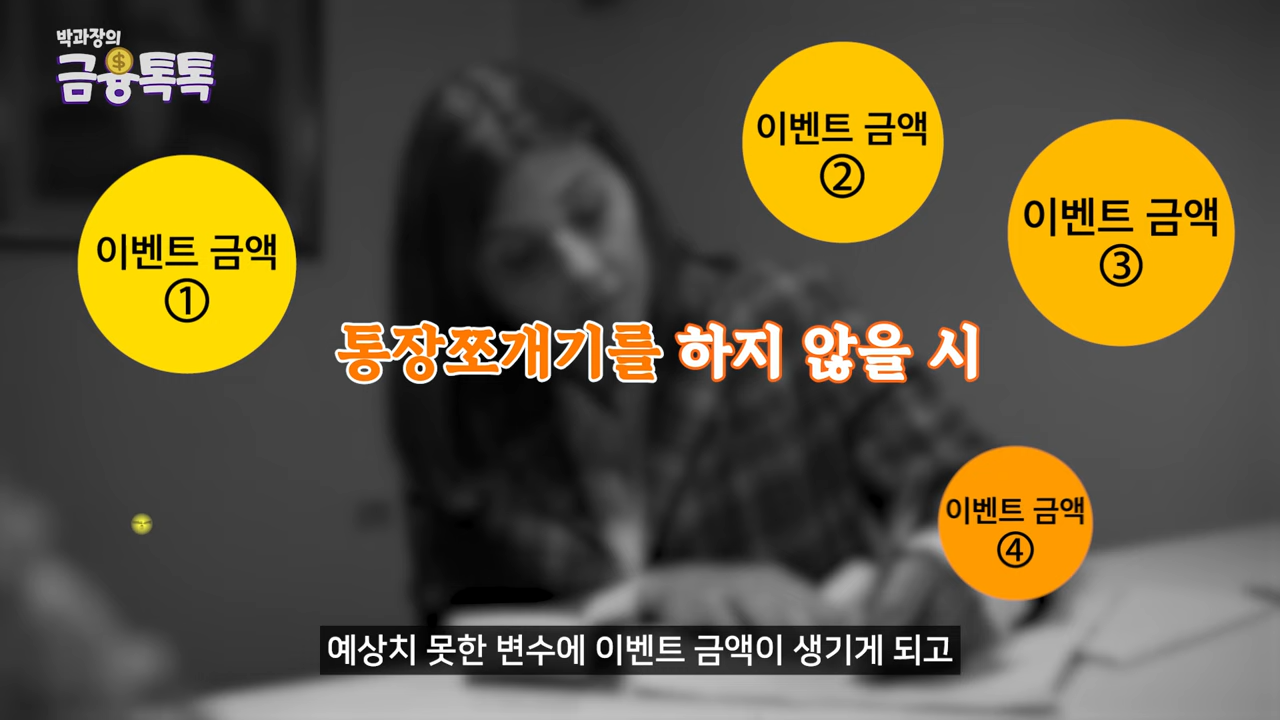 박과장의
금융톡톡
이벤트 금액
①
이벤트 금액
②
이벤트 금액
③
통장쪼개기를 하지 않을 시
이벤트 금액
④
예상치 못한 변수에 이벤트 금액이 생기게 되고